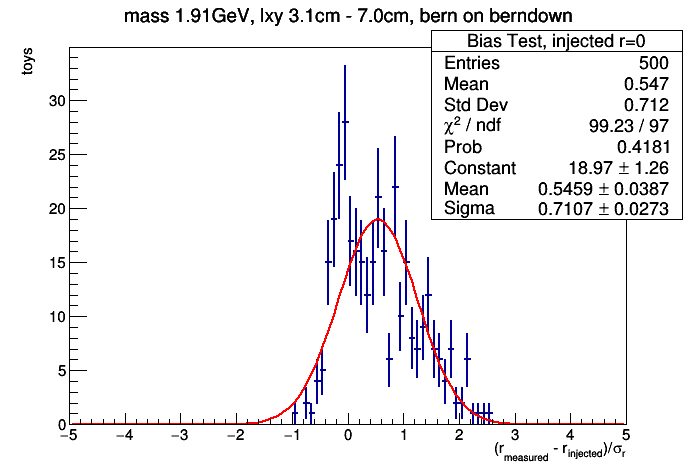 mass 1.91GeV, lxy 3.1cm - 7.0cm, bern on berndown
Bias Test, injected r=0
Entries 500
Mean 0.547
Std Dev 0.712
χ² / ndf 99.23 / 97
Prob 0.4181
Constant 18.97 ± 1.26
Mean 0.5459 ± 0.0387
Sigma 0.7107 ± 0.0273
toys
30
25
20
15
10
5
0
−5 −4 −3 −2 −1 0 1 2 3 4 5
(r_measured - r_injected)/σ_r